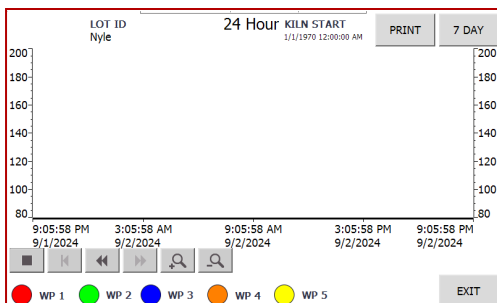 LOT ID
Nyle
24 Hour
KILN START
1/1/1970 12:00:00 AM
PRINT
7 DAY
200
180
160
140
120
100
80
200
180
160
140
120
100
80
9:05:58 PM 3:05:58 AM 9:05:58 AM 3:05:58 PM 9:05:58 PM
9/1/2024 9/2/2024 9/2/2024 9/2/2024 9/2/2024
WP 1 WP 2 WP 3 WP 4 WP 5
EXIT